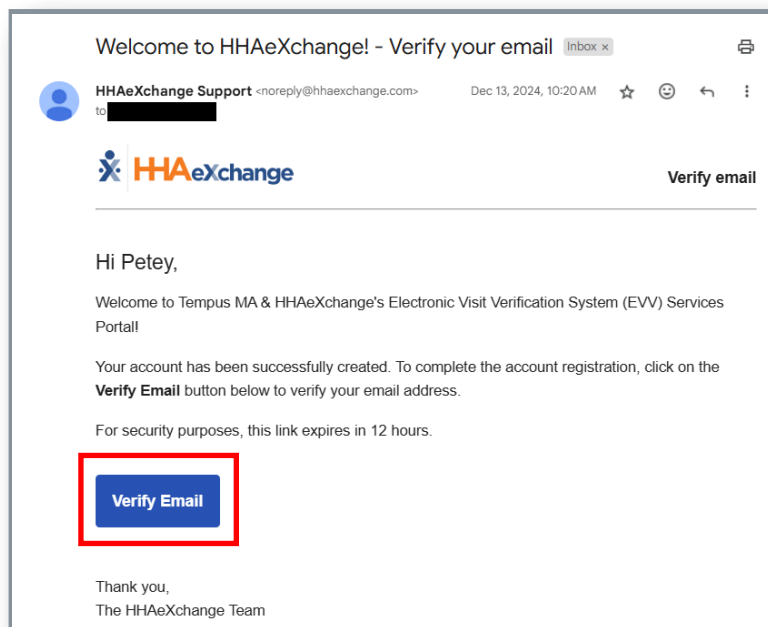 Welcome to HHAeXchange! - Verify your email Inbox ×
HHAeXchange Support <noreply@hhaexchange.com> Dec 13, 2024, 10:20 AM
to
HHAeXchange
Verify email
Hi Petey,
Welcome to Tempus MA & HHAeXchange's Electronic Visit Verification System (EVV) Services
Portal!
Your account has been successfully created. To complete the account registration, click on the
Verify Email button below to verify your email address.
For security purposes, this link expires in 12 hours.
Verify Email
Thank you,
The HHAeXchange Team